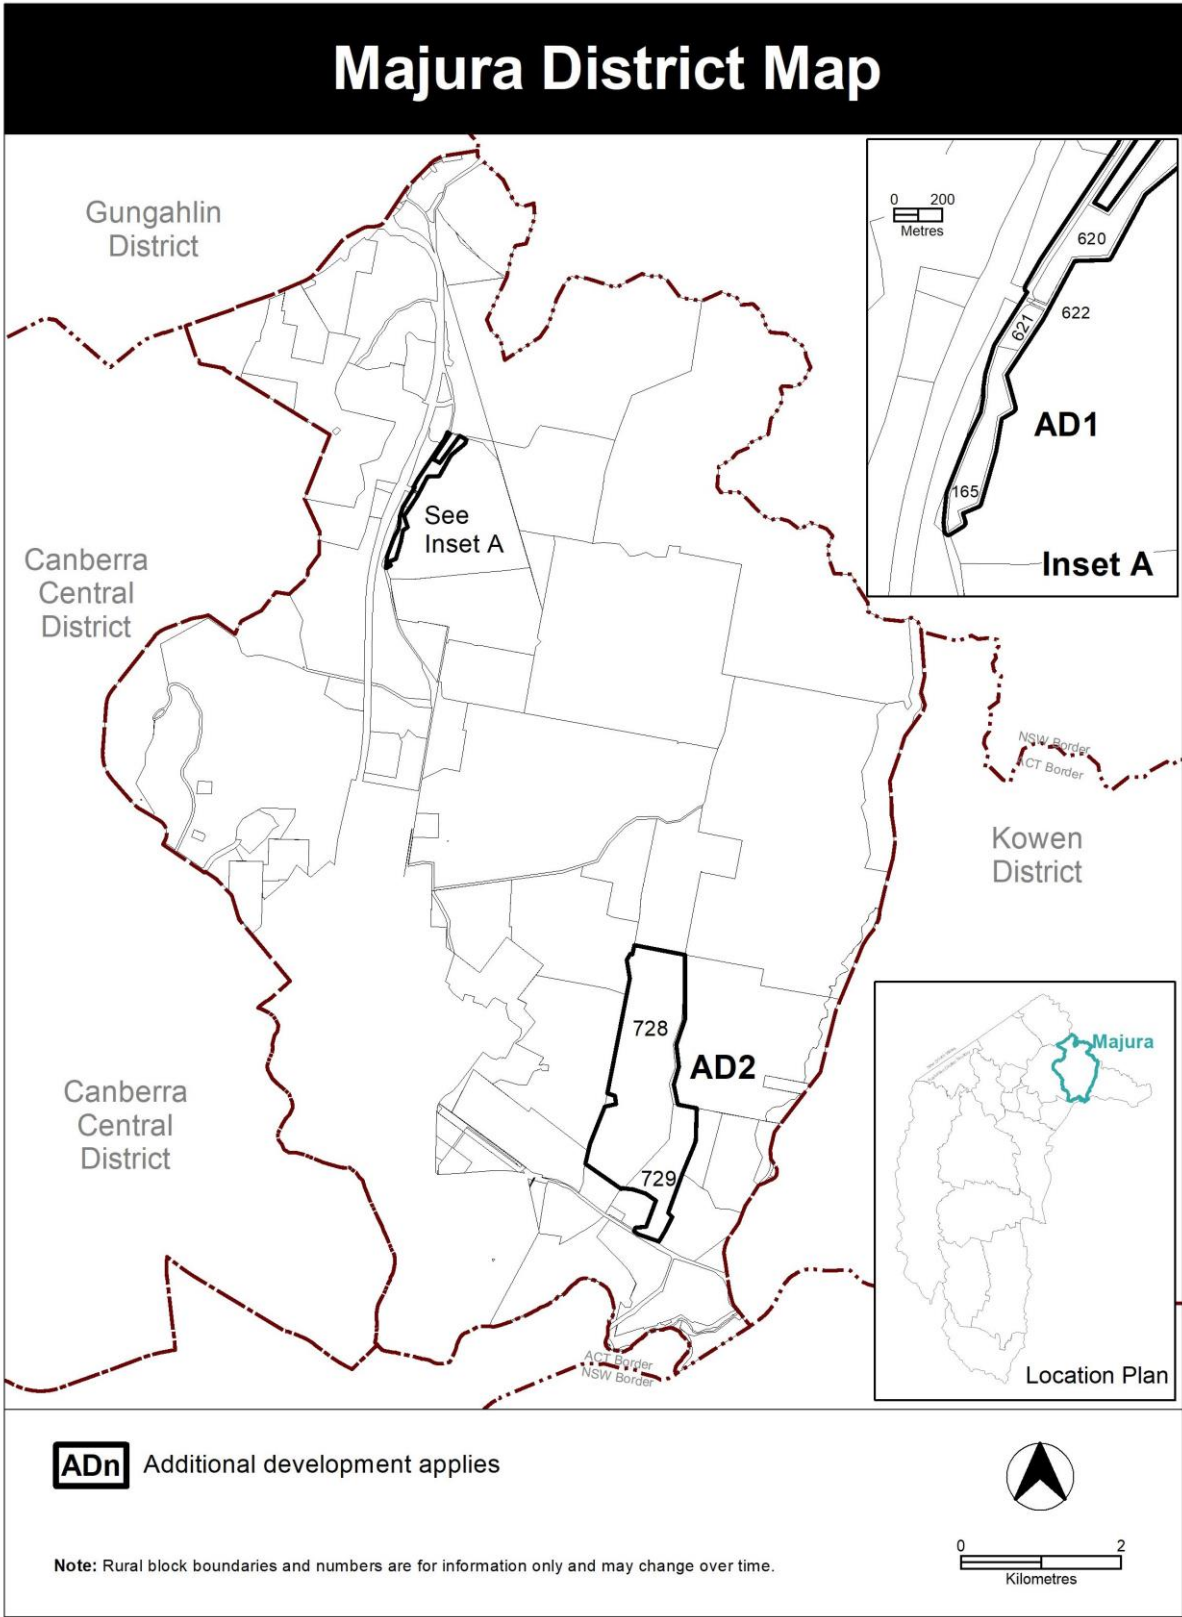 Majura District Map
Gungahlin
District
0 200
Metres
620
622
621
AD1
165
Inset A
See
Inset A
Canberra
Central
District
NSW Border
ACT Border
Kowen
District
728
AD2
729
Canberra
Central
District
Majura
Location Plan
ACT Border
NSW Border
ADn Additional development applies
Note: Rural block boundaries and numbers are for information only and may change over time.
0 2
Kilometres